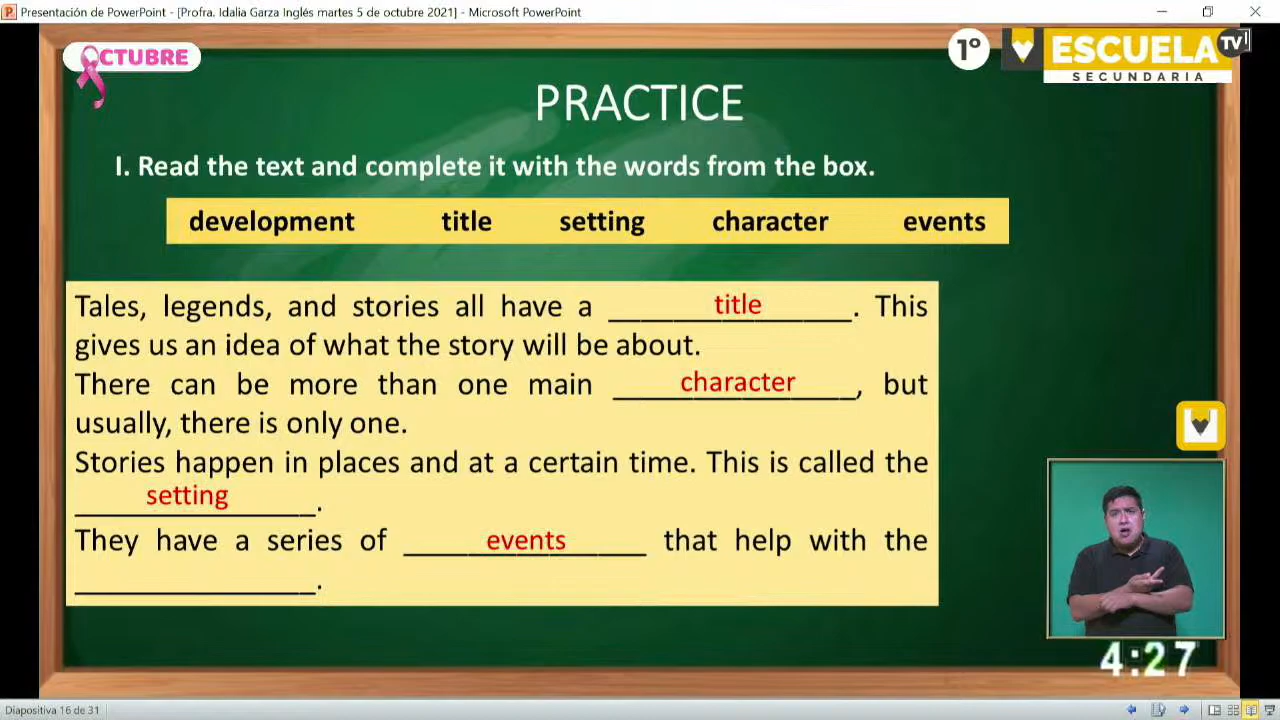 Presentación de PowerPoint - [Profra. Idalia Garza Inglés martes 5 de octubre 2021] - Microsoft PowerPoint
OCTUBRE
1°
ESCUELA TV
SECUNDARIA
PRACTICE
I. Read the text and complete it with the words from the box.
development title setting character events
Tales, legends, and stories all have a title. This
gives us an idea of what the story will be about.
There can be more than one main character, but
usually, there is only one.
Stories happen in places and at a certain time. This is called the
setting.
They have a series of events that help with the
_______________.
4:27
Diapositiva 16 de 31